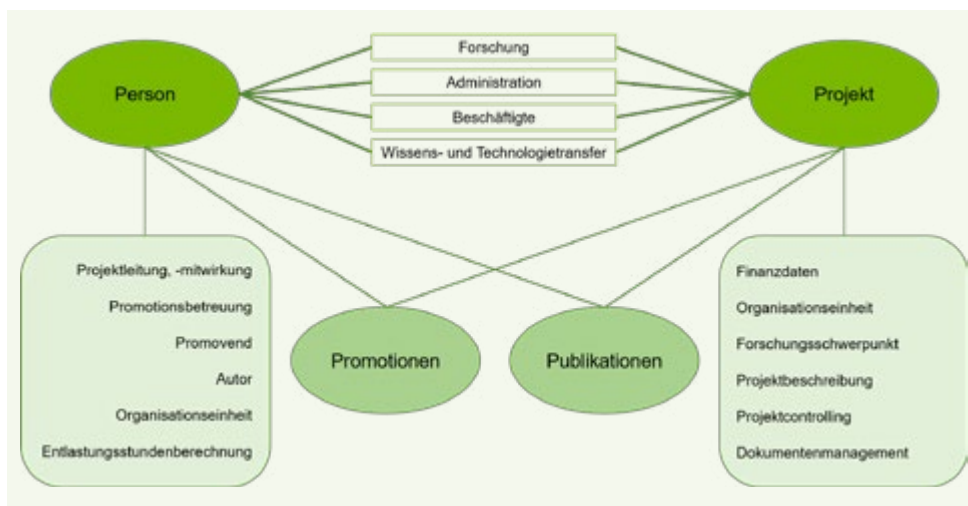 Forschung
Person
Administration
Projekt
Beschäftigte
Wissens- und Technologietransfer
Projektleitung, -mitwirkung
Promotionsbetreuung
Promovend
Autor
Organisationseinheit
Entlastungsstundenberechnung
Promotionen
Publikationen
Finanzdaten
Organisationseinheit
Forschungsschwerpunkt
Projektbeschreibung
Projektcontrolling
Dokumentenmanagement